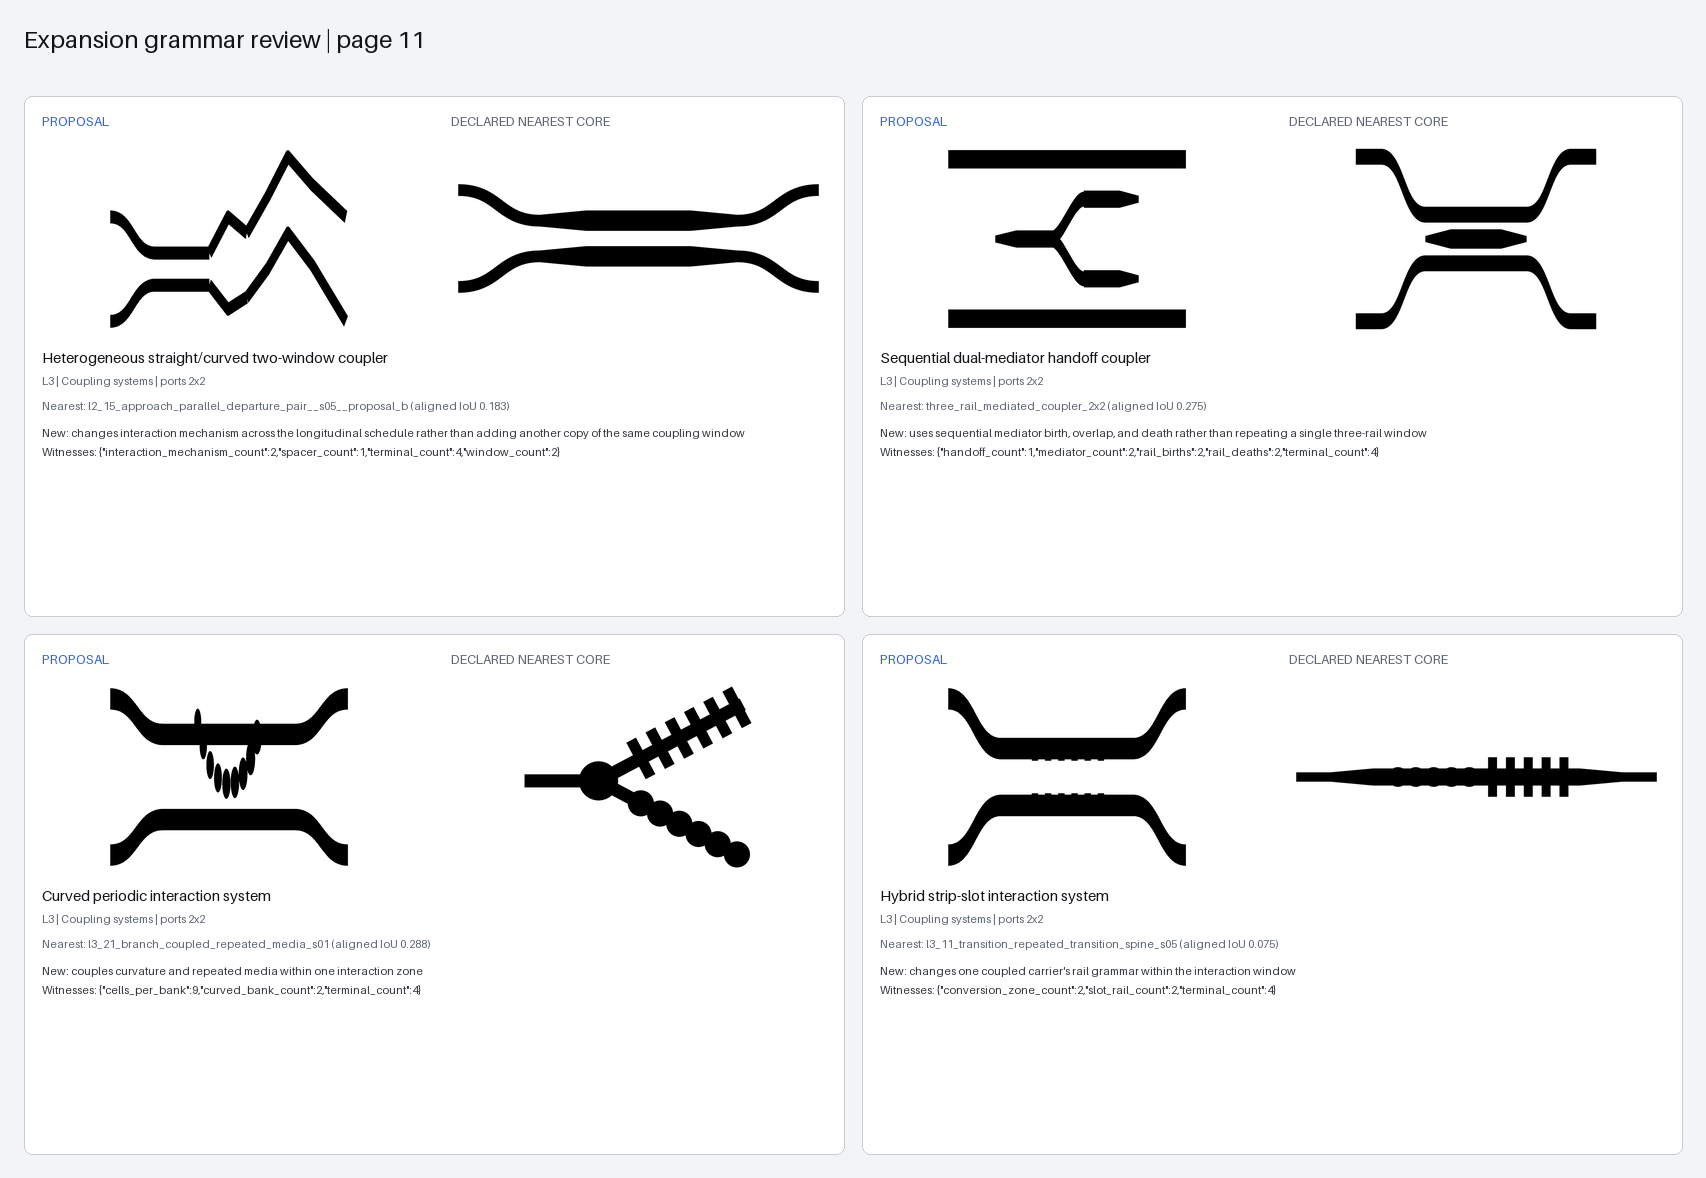 Expansion grammar review | page 11
PROPOSAL
DECLARED NEAREST CORE
Heterogeneous straight/curved two-window coupler
L3 | Coupling systems | ports 2x2
Nearest: l2_15_approach_parallel_departure_pair__s05__proposal_b (aligned IoU 0.183)
New: changes interaction mechanism across the longitudinal schedule rather than adding another copy of the same coupling window
Witnesses: {"interaction_mechanism_count":2,"spacer_count":1,"terminal_count":4,"window_count":2}
PROPOSAL
DECLARED NEAREST CORE
Sequential dual-mediator handoff coupler
L3 | Coupling systems | ports 2x2
Nearest: three_rail_mediated_coupler_2x2 (aligned IoU 0.275)
New: uses sequential mediator birth, overlap, and death rather than repeating a single three-rail window
Witnesses: {"handoff_count":1,"mediator_count":2,"rail_births":2,"rail_deaths":2,"terminal_count":4}
PROPOSAL
DECLARED NEAREST CORE
Curved periodic interaction system
L3 | Coupling systems | ports 2x2
Nearest: l3_21_branch_coupled_repeated_media_s01 (aligned IoU 0.288)
New: couples curvature and repeated media within one interaction zone
Witnesses: {"cells_per_bank":9,"curved_bank_count":2,"terminal_count":4}
PROPOSAL
DECLARED NEAREST CORE
Hybrid strip-slot interaction system
L3 | Coupling systems | ports 2x2
Nearest: l3_11_transition_repeated_transition_spine_s05 (aligned IoU 0.075)
New: changes one coupled carrier's rail grammar within the interaction window
Witnesses: {"conversion_zone_count":2,"slot_rail_count":2,"terminal_count":4}